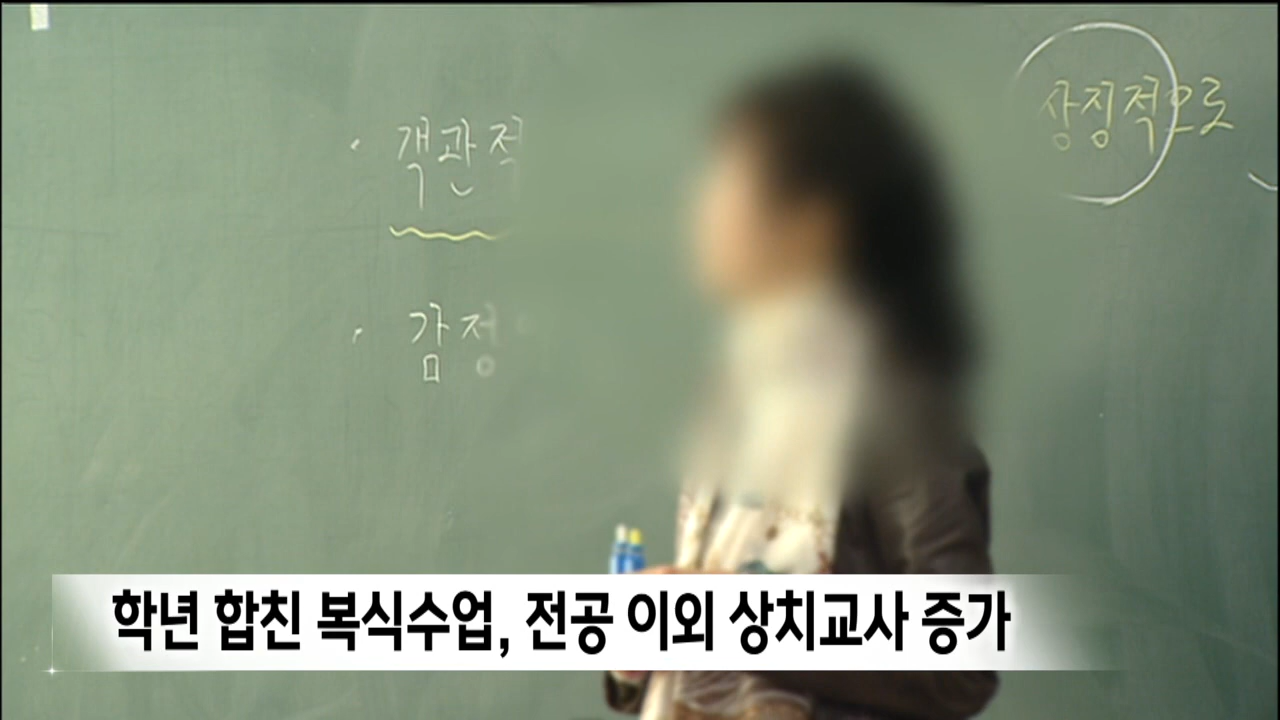 · 객관적
상징적으로
· 감정
학년 합친 복식수업, 전공 이외 상치교사 증가